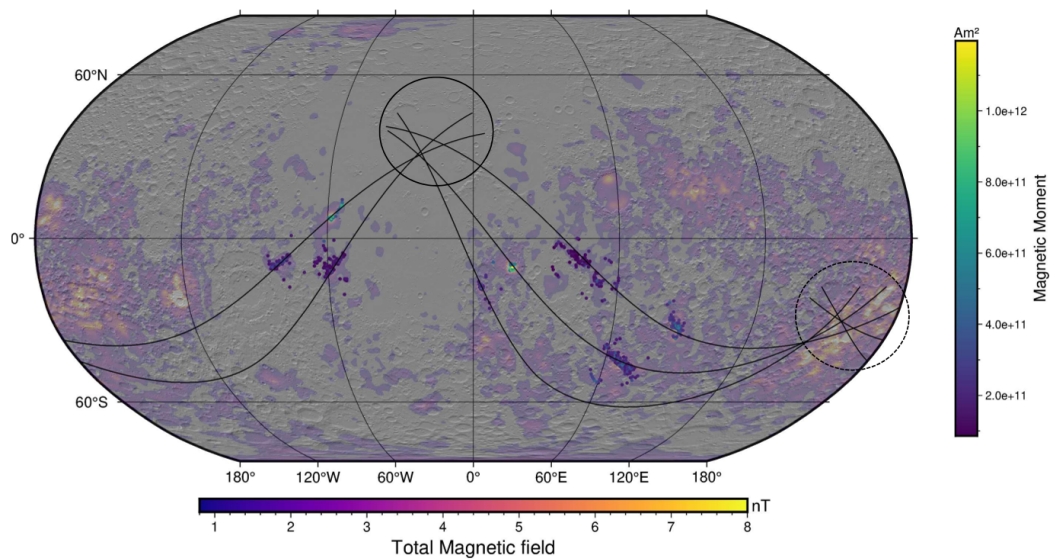 Am²
60°N
1.0e+12
8.0e+11
0°
6.0e+11
Magnetic Moment
4.0e+11
60°S
2.0e+11
180° 120°W 60°W 0° 60°E 120°E 180°
nT
1 2 3 4 5 6 7 8
Total Magnetic field